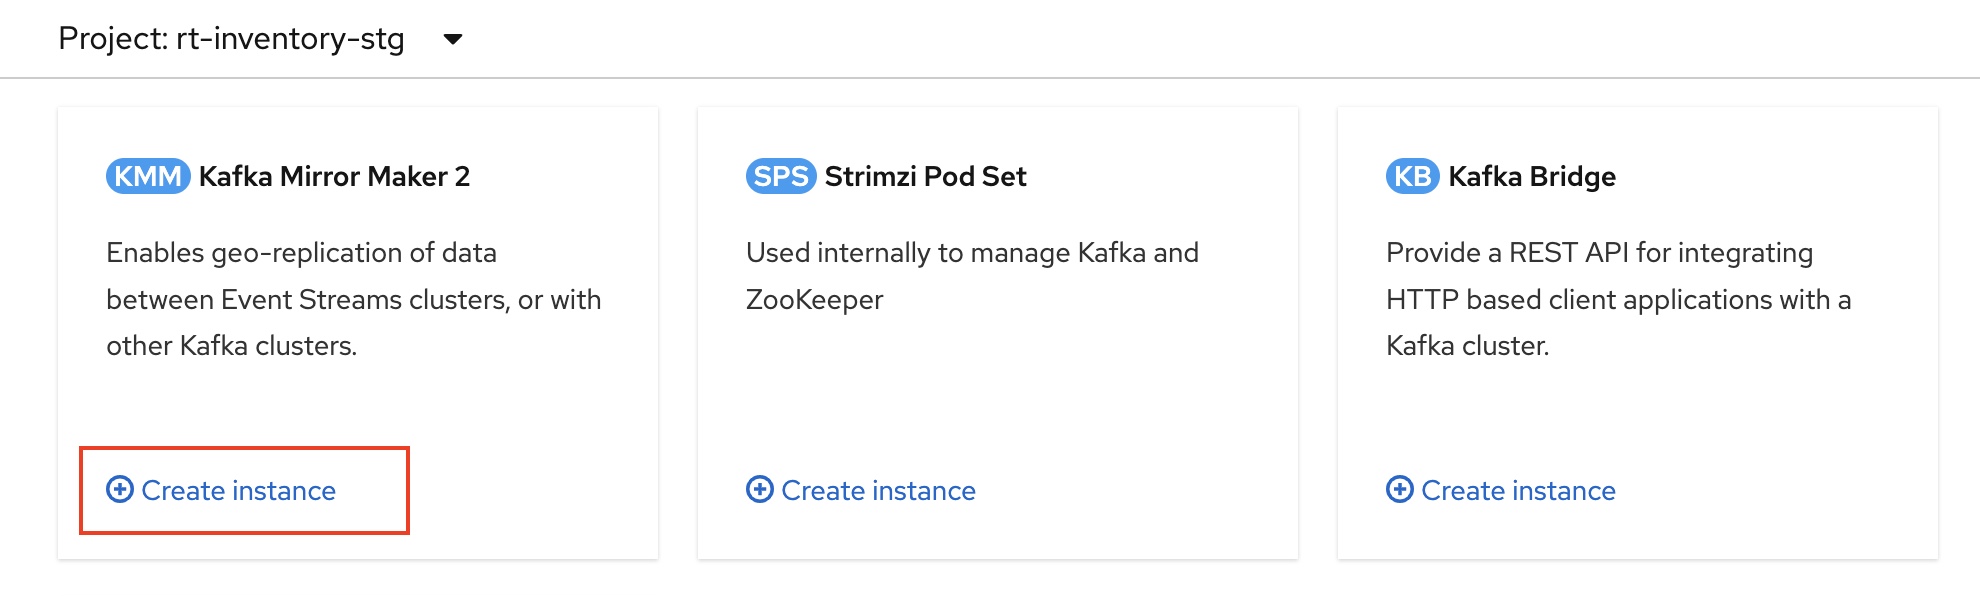 Project: rt-inventory-stg
KMM Kafka Mirror Maker 2
Enables geo-replication of data
between Event Streams clusters, or with
other Kafka clusters.
Create instance
SPS Strimzi Pod Set
Used internally to manage Kafka and
ZooKeeper
Create instance
KB Kafka Bridge
Provide a REST API for integrating
HTTP based client applications with a
Kafka cluster.
Create instance